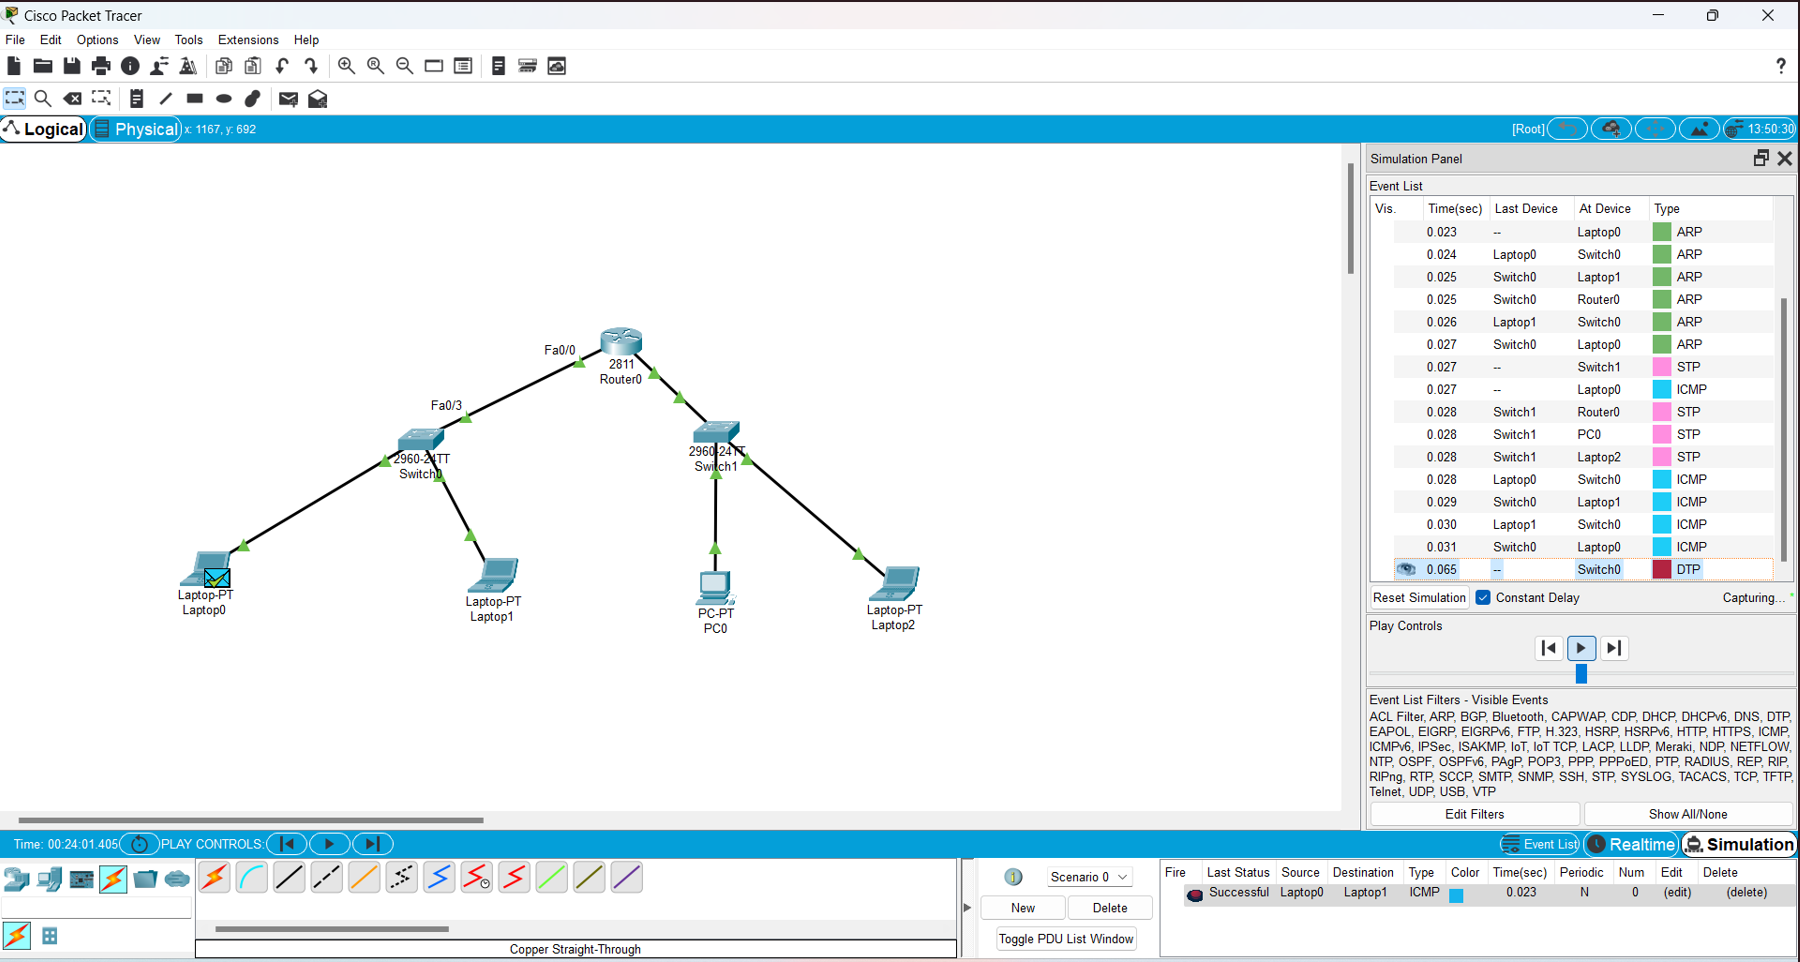 Cisco Packet Tracer
File Edit Options View Tools Extensions Help
?
Logical Physical x: 1167, y: 692
[Root] 13:50:30
Simulation Panel
Event List
Vis. Time(sec) Last Device At Device Type
0.023 -- Laptop0 ARP
0.024 Laptop0 Switch0 ARP
0.025 Switch0 Laptop1 ARP
0.025 Switch0 Router0 ARP
0.026 Laptop1 Switch0 ARP
0.027 Switch0 Laptop0 ARP
0.027 -- Switch1 STP
0.027 -- Laptop0 ICMP
0.028 Switch1 Router0 STP
0.028 Switch1 PC0 STP
0.028 Switch1 Laptop2 STP
0.028 Laptop0 Switch0 ICMP
0.029 Switch0 Laptop1 ICMP
0.030 Laptop1 Switch0 ICMP
0.031 Switch0 Laptop0 ICMP
0.065 -- Switch0 DTP
Reset Simulation Constant Delay Capturing...
Play Controls
Event List Filters - Visible Events
ACL Filter, ARP, BGP, Bluetooth, CAPWAP, CDP, DHCP, DHCPv6, DNS, DTP,
EAPOL, EIGRP, EIGRPv6, FTP, H.323, HSRP, HSRPv6, HTTP, HTTPS, ICMP,
ICMPv6, IPSec, ISAKMP, IoT, IoT TCP, LACP, LLDP, Meraki, NDP, NETFLOW,
NTP, OSPF, OSPFv6, PAgP, POP3, PPP, PPPoED, PTP, RADIUS, REP, RIP,
RIPng, RTP, SCCP, SMTP, SNMP, SSH, STP, SYSLOG, TACACS, TCP, TFTP,
Telnet, UDP, USB, VTP
Edit Filters Show All/None
Fa0/0
2811
Router0
Fa0/3
2960-24TT
Switch0
2960-24TT
Switch1
Laptop-PT
Laptop0
Laptop-PT
Laptop1
PC-PT
PC0
Laptop-PT
Laptop2
Time: 00:24:01.405 PLAY CONTROLS:
Event List Realtime Simulation
Scenario 0
New Delete
Toggle PDU List Window
Fire Last Status Source Destination Type Color Time(sec) Periodic Num Edit Delete
Successful Laptop0 Laptop1 ICMP 0.023 N 0 (edit) (delete)
Copper Straight-Through